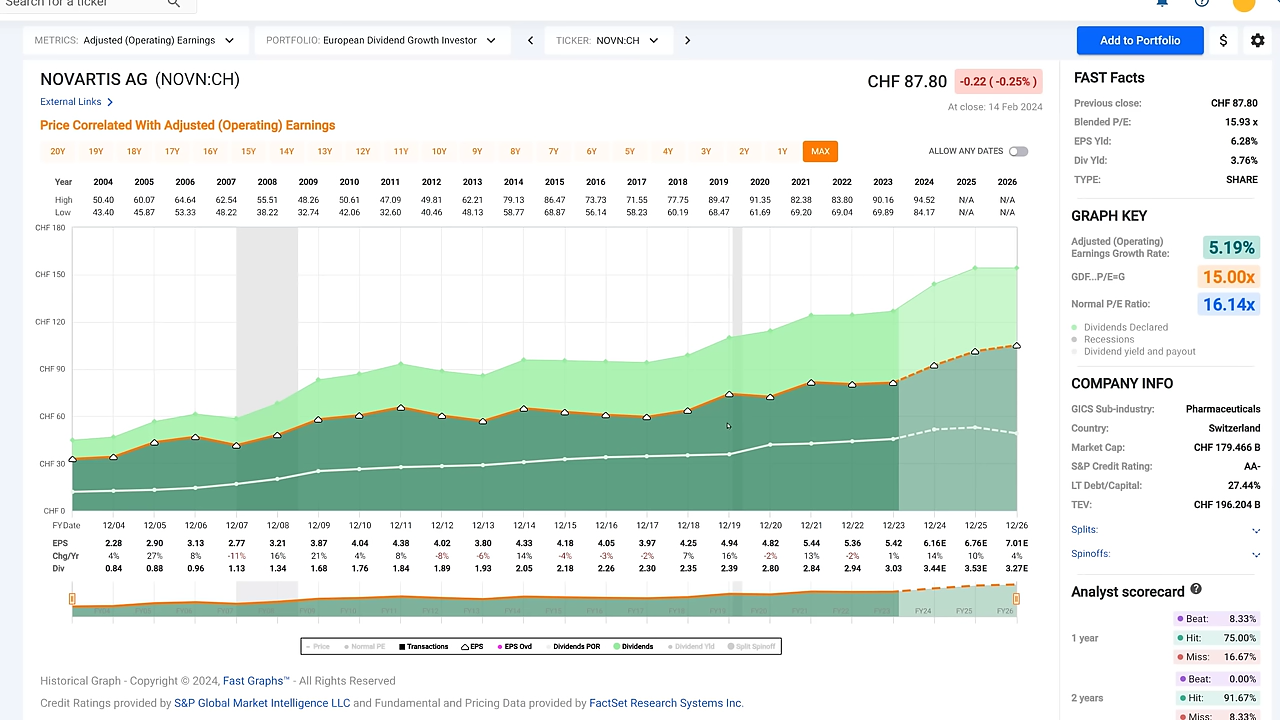 Search for a ticker
METRICS: Adjusted (Operating) Earnings PORTFOLIO: European Dividend Growth Investor TICKER: NOVN:CH Add to Portfolio $
NOVARTIS AG (NOVN:CH) CHF 87.80 -0.22 ( -0.25% )
External Links At close: 14 Feb 2024
Price Correlated With Adjusted (Operating) Earnings
20Y 19Y 18Y 17Y 16Y 15Y 14Y 13Y 12Y 11Y 10Y 9Y 8Y 7Y 6Y 5Y 4Y 3Y 2Y 1Y MAX ALLOW ANY DATES
Year 2004 2005 2006 2007 2008 2009 2010 2011 2012 2013 2014 2015 2016 2017 2018 2019 2020 2021 2022 2023 2024 2025 2026
High 50.40 60.07 64.64 62.54 55.51 48.26 50.61 47.09 49.81 62.21 79.13 86.47 73.73 71.55 77.75 89.47 91.35 82.38 83.80 90.16 94.52 N/A N/A
Low 43.40 45.87 53.33 48.22 38.22 32.74 42.06 32.60 40.46 48.13 58.77 68.87 56.14 58.23 60.19 68.47 61.69 69.20 69.04 69.89 84.17 N/A N/A
CHF 180
CHF 150
CHF 120
CHF 90
CHF 60
CHF 30
CHF 0
FY Date 12/04 12/05 12/06 12/07 12/08 12/09 12/10 12/11 12/12 12/13 12/14 12/15 12/16 12/17 12/18 12/19 12/20 12/21 12/22 12/23 12/24 12/25 12/26
EPS 2.28 2.90 3.13 2.77 3.21 3.87 4.04 4.38 4.02 3.80 4.33 4.18 4.05 3.97 4.25 4.94 4.82 5.44 5.36 5.42 6.16E 6.76E 7.01E
Chg/Yr 4% 27% 8% -11% 16% 21% 4% 8% -8% -6% 14% -4% -3% -2% 7% 16% -2% 13% -2% 1% 14% 10% 4%
Div 0.84 0.88 0.96 1.13 1.34 1.68 1.76 1.84 1.89 1.93 2.05 2.18 2.26 2.30 2.35 2.39 2.80 2.84 2.94 3.03 3.44E 3.53E 3.27E
FY04 FY05 FY06 FY07 FY08 FY09 FY10 FY11 FY12 FY13 FY14 FY15 FY16 FY17 FY18 FY19 FY20 FY21 FY22 FY23 FY24 FY25 FY26
Price Normal PE Transactions EPS EPS Ovd Dividends POR Dividends Dividend Yld Split Spinoff
Historical Graph - Copyright © 2024, Fast Graphs™ - All Rights Reserved
Credit Ratings provided by S&P Global Market Intelligence LLC and Fundamental and Pricing Data provided by FactSet Research Systems Inc.
FAST Facts
Previous close: CHF 87.80
Blended P/E: 15.93 x
EPS Yld: 6.28%
Div Yld: 3.76%
TYPE: SHARE
GRAPH KEY
Adjusted (Operating)
Earnings Growth Rate: 5.19%
GDF...P/E=G 15.00x
Normal P/E Ratio: 16.14x
Dividends Declared
Recessions
Dividend yield and payout
COMPANY INFO
GICS Sub-industry: Pharmaceuticals
Country: Switzerland
Market Cap: CHF 179.466 B
S&P Credit Rating: AA-
LT Debt/Capital: 27.44%
TEV: CHF 196.204 B
Splits:
Spinoffs:
Analyst scorecard ?
Beat: 8.33%
1 year Hit: 75.00%
Miss: 16.67%
Beat: 0.00%
2 years Hit: 91.67%
Miss: 8.33%